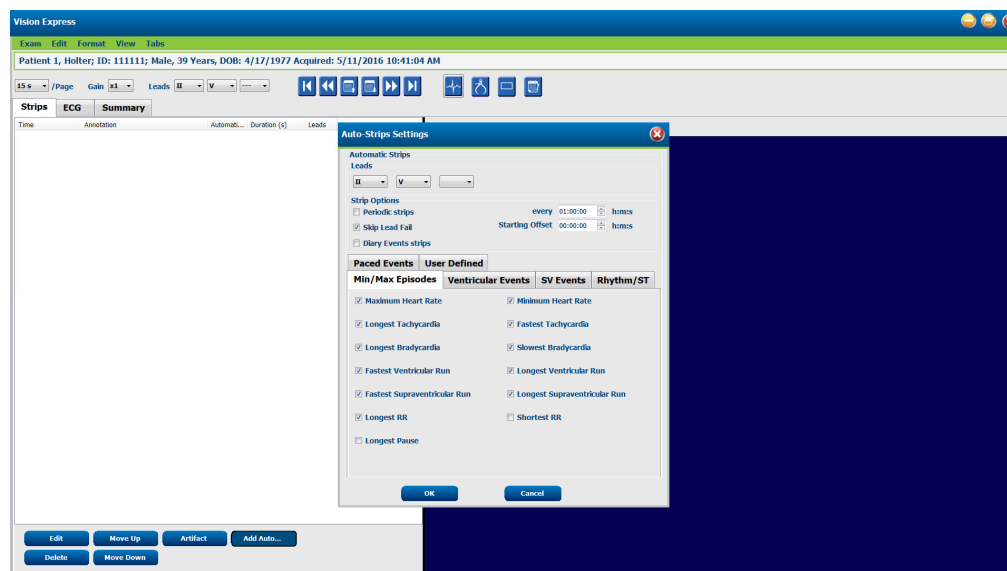 Vision Express
Exam Edit Format View Tabs
Patient 1, Holter; ID: 111111; Male, 39 Years, DOB: 4/17/1977 Acquired: 5/11/2016 10:41:04 AM
15 s /Page Gain x1 Leads II V ---
Strips ECG Summary
Time Annotation Automati... Duration (s) Leads
Auto-Strips Settings
Automatic Strips
Leads
II V
Strip Options
Periodic strips every 01:00:00 h:m:s
Skip Lead Fail Starting Offset 00:00:00 h:m:s
Diary Events strips
Paced Events User Defined
Min/Max Episodes Ventricular Events SV Events Rhythm/ST
Maximum Heart Rate Minimum Heart Rate
Longest Tachycardia Fastest Tachycardia
Longest Bradycardia Slowest Bradycardia
Fastest Ventricular Run Longest Ventricular Run
Fastest Supraventricular Run Longest Supraventricular Run
Longest RR Shortest RR
Longest Pause
OK Cancel
Edit Move Up Artifact Add Auto...
Delete Move Down